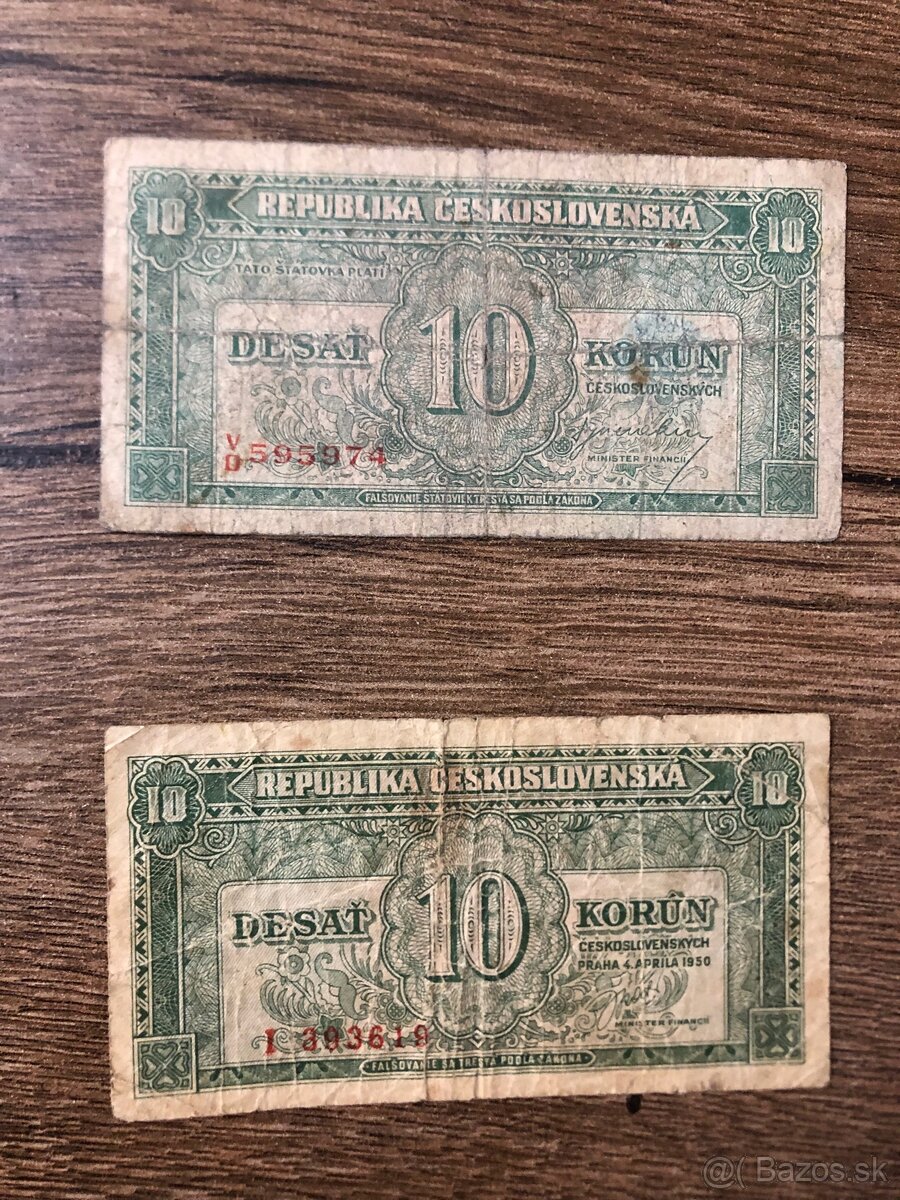 10 REPUBLIKA ČESKOSLOVENSKÁ 10
TÁTO ŠTÁTOVKA PLATÍ
DESAŤ 10 KORÚN
ČESKOSLOVENSKÝCH
V/D 595974
MINISTER FINANCIÍ
FALŠOVANIE ŠTÁTOVIEK TRESTÁ SA PODĽA ZÁKONA
10 REPUBLIKA ČESKOSLOVENSKÁ 10
DESAŤ 10 KORÚN
ČESKOSLOVENSKÝCH
PRAHA 4. APRÍLA 1950
I 393619
MINISTER FINANCIÍ
FALŠOVANIE SA TRESTÁ PODĽA ZÁKONA
@( Bazos.sk